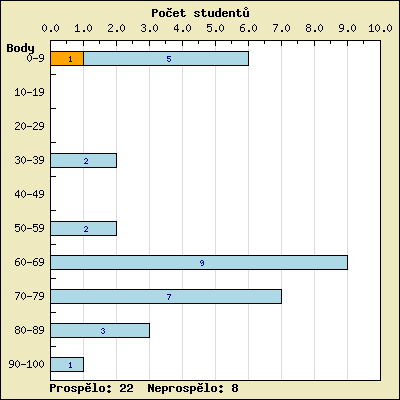 Počet studentů
0.0 1.0 2.0 3.0 4.0 5.0 6.0 7.0 8.0 9.0 10.0
Body
0-9 1 5
10-19
20-29
30-39 2
40-49
50-59 2
60-69 9
70-79 7
80-89 3
90-100 1
Prospělo: 22 Neprospělo: 8